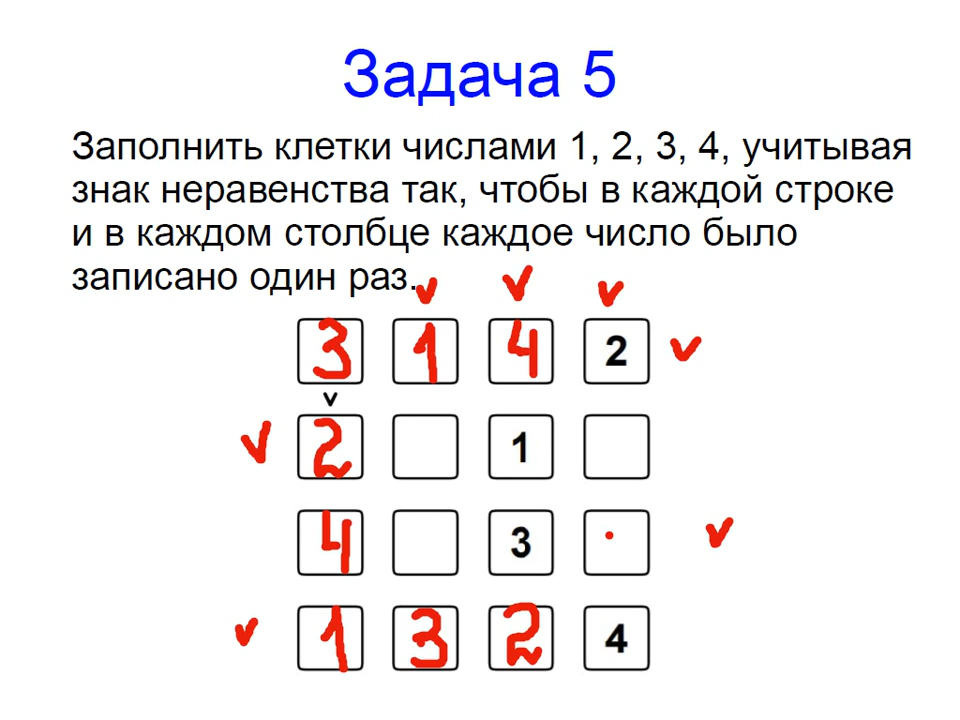 Задача 5
Заполнить клетки числами 1, 2, 3, 4, учитывая
знак неравенства так, чтобы в каждой строке
и в каждом столбце каждое число было
записано один раз.
3 1 4 2
2 1
4 3
1 3 2 4